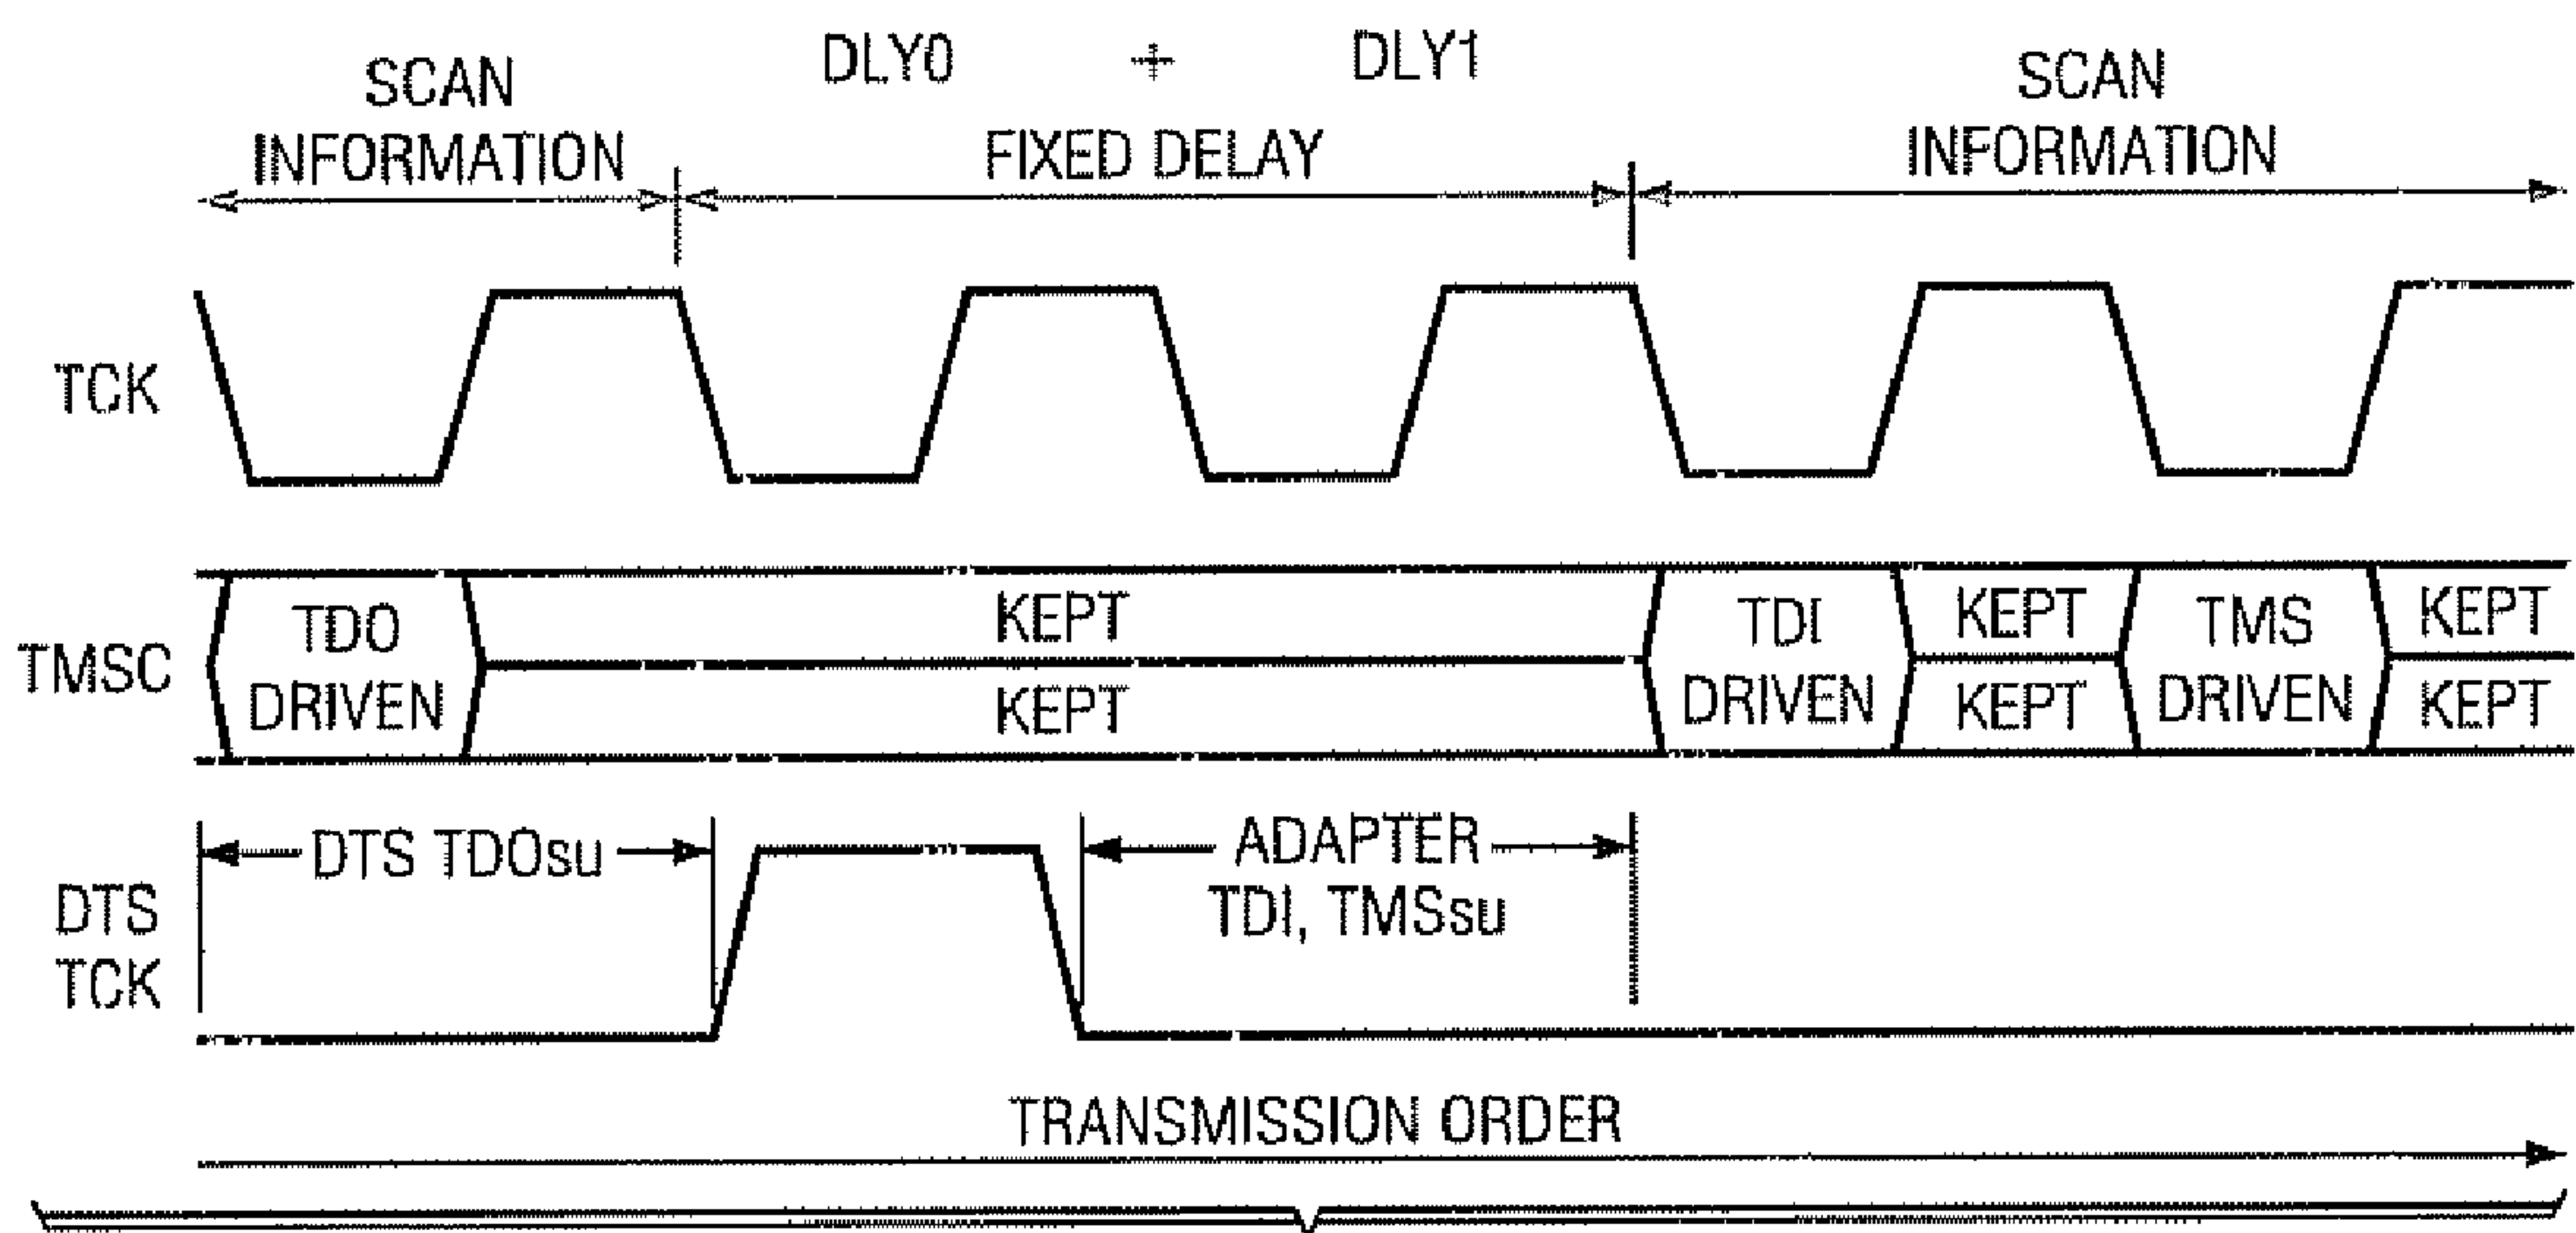 SCAN
INFORMATION
DLY0 + DLY1
FIXED DELAY
SCAN
INFORMATION
TCK
TMSC
TDO
DRIVEN
KEPT
KEPT
TDI
DRIVEN
KEPT
KEPT
TMS
DRIVEN
KEPT
KEPT
DTS
TCK
DTS TDOsu
ADAPTER
TDI, TMSsu
TRANSMISSION ORDER